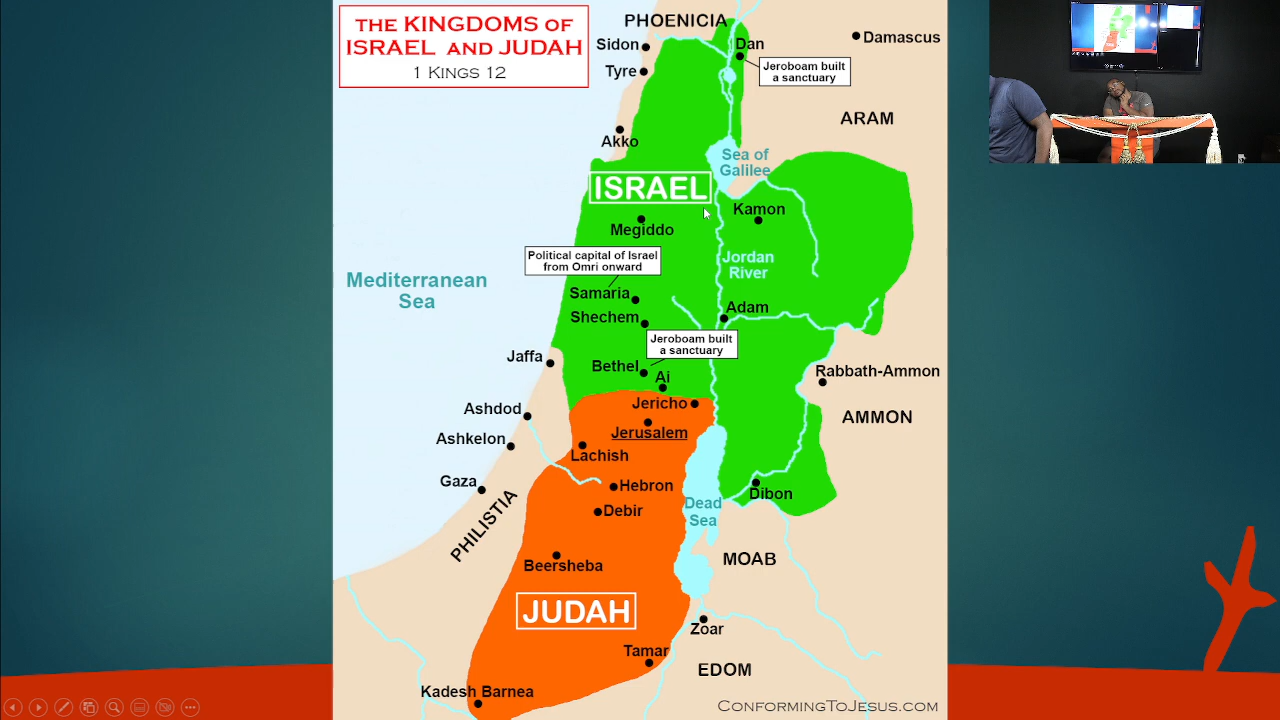 THE KINGDOMS OF
ISRAEL AND JUDAH
1 KINGS 12
PHOENICIA
Sidon
Dan
Damascus
Tyre
Jeroboam built
a sanctuary
ARAM
Akko
Sea of
Galilee
ISRAEL
Kamon
Megiddo
Political capital of Israel
from Omri onward
Jordan
River
Mediterranean
Sea
Samaria
Adam
Shechem
Jeroboam built
a sanctuary
Jaffa
Bethel
Ai
Rabbath-Ammon
Jericho
Ashdod
AMMON
Jerusalem
Ashkelon
Lachish
Gaza
Hebron
Dibon
Dead
Sea
Debir
PHILISTIA
MOAB
Beersheba
JUDAH
Zoar
Tamar
EDOM
Kadesh Barnea
CONFORMINGTOJESUS.COM